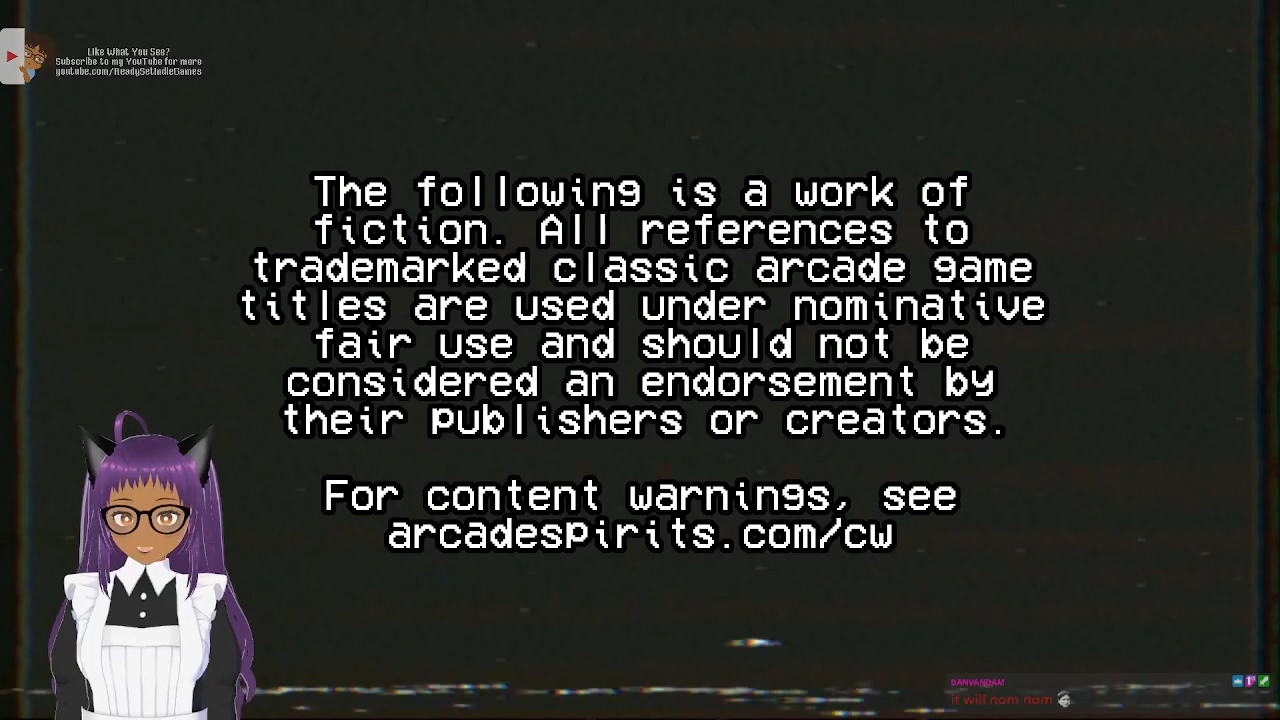 Like What You See?
Subscribe to my YouTube for more
youtube.com/ReadySetIndieGames
The following is a work of
fiction. All references to
trademarked classic arcade game
titles are used under nominative
fair use and should not be
considered an endorsement by
their publishers or creators.
For content warnings, see
arcadespirits.com/cw
DANVANDAM
it will nom nom